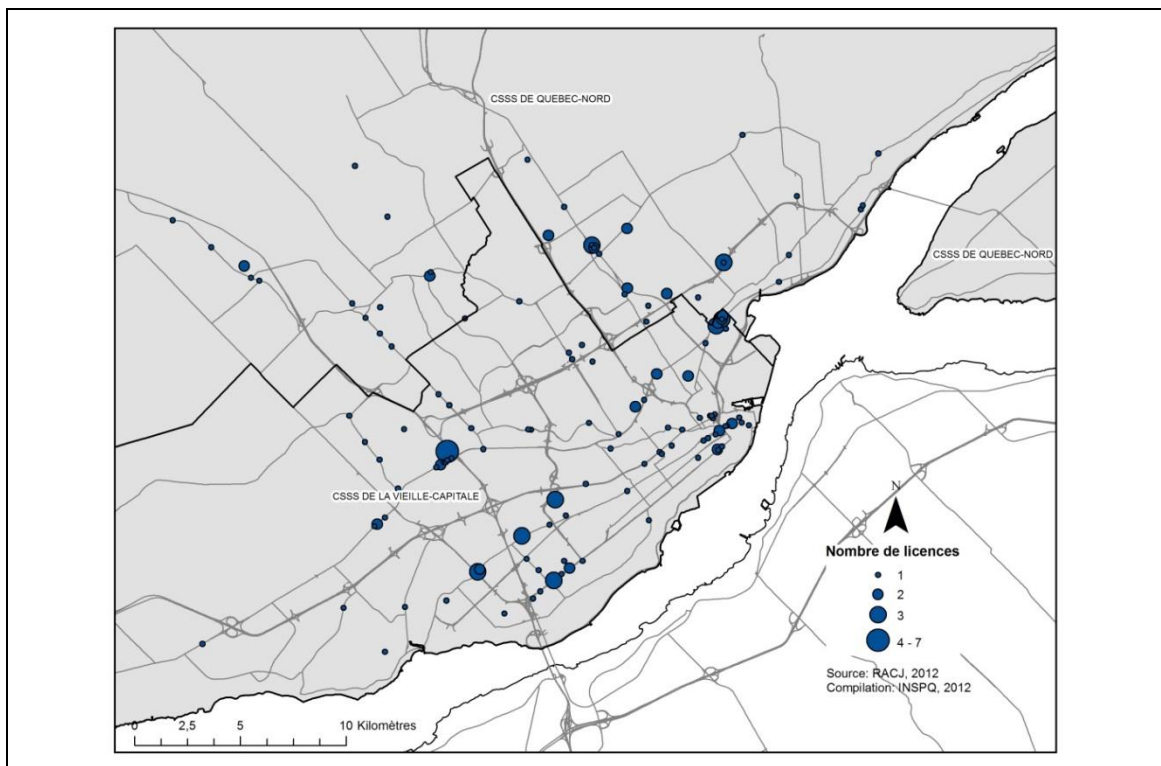 CSSS DE QUEBEC-NORD
CSSS DE QUEBEC-NORD
CSSS DE LA VIEILLE-CAPITALE
N
Nombre de licences
1
2
3
4 - 7
Source: RACJ, 2012
Compilation: INSPQ, 2012
0 2,5 5 10 Kilomètres